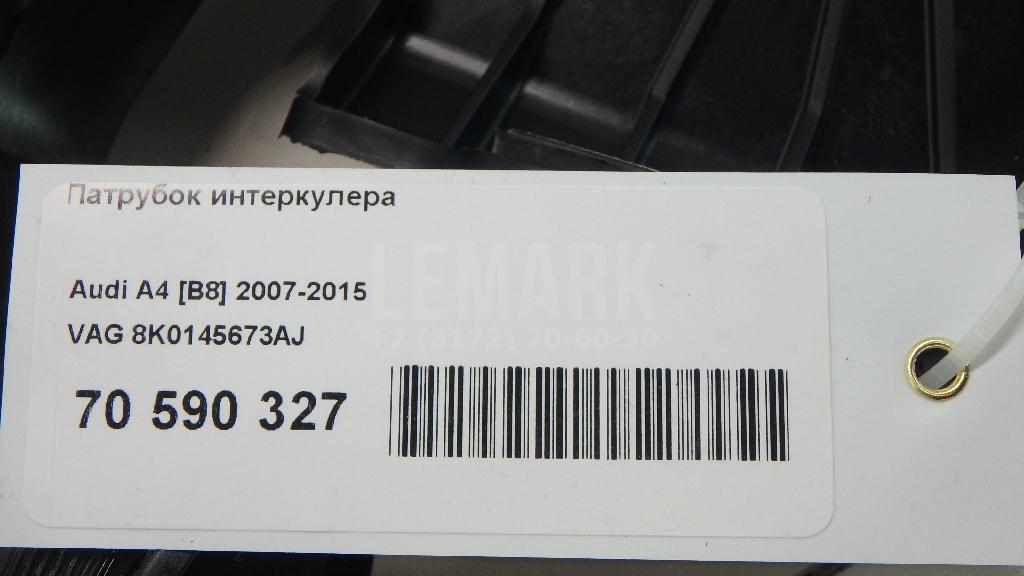 Патрубок интеркулера
LEMARK
Audi A4 [B8] 2007-2015
VAG 8K0145673AJ
+7 (8172) 70-60-30
70 590 327